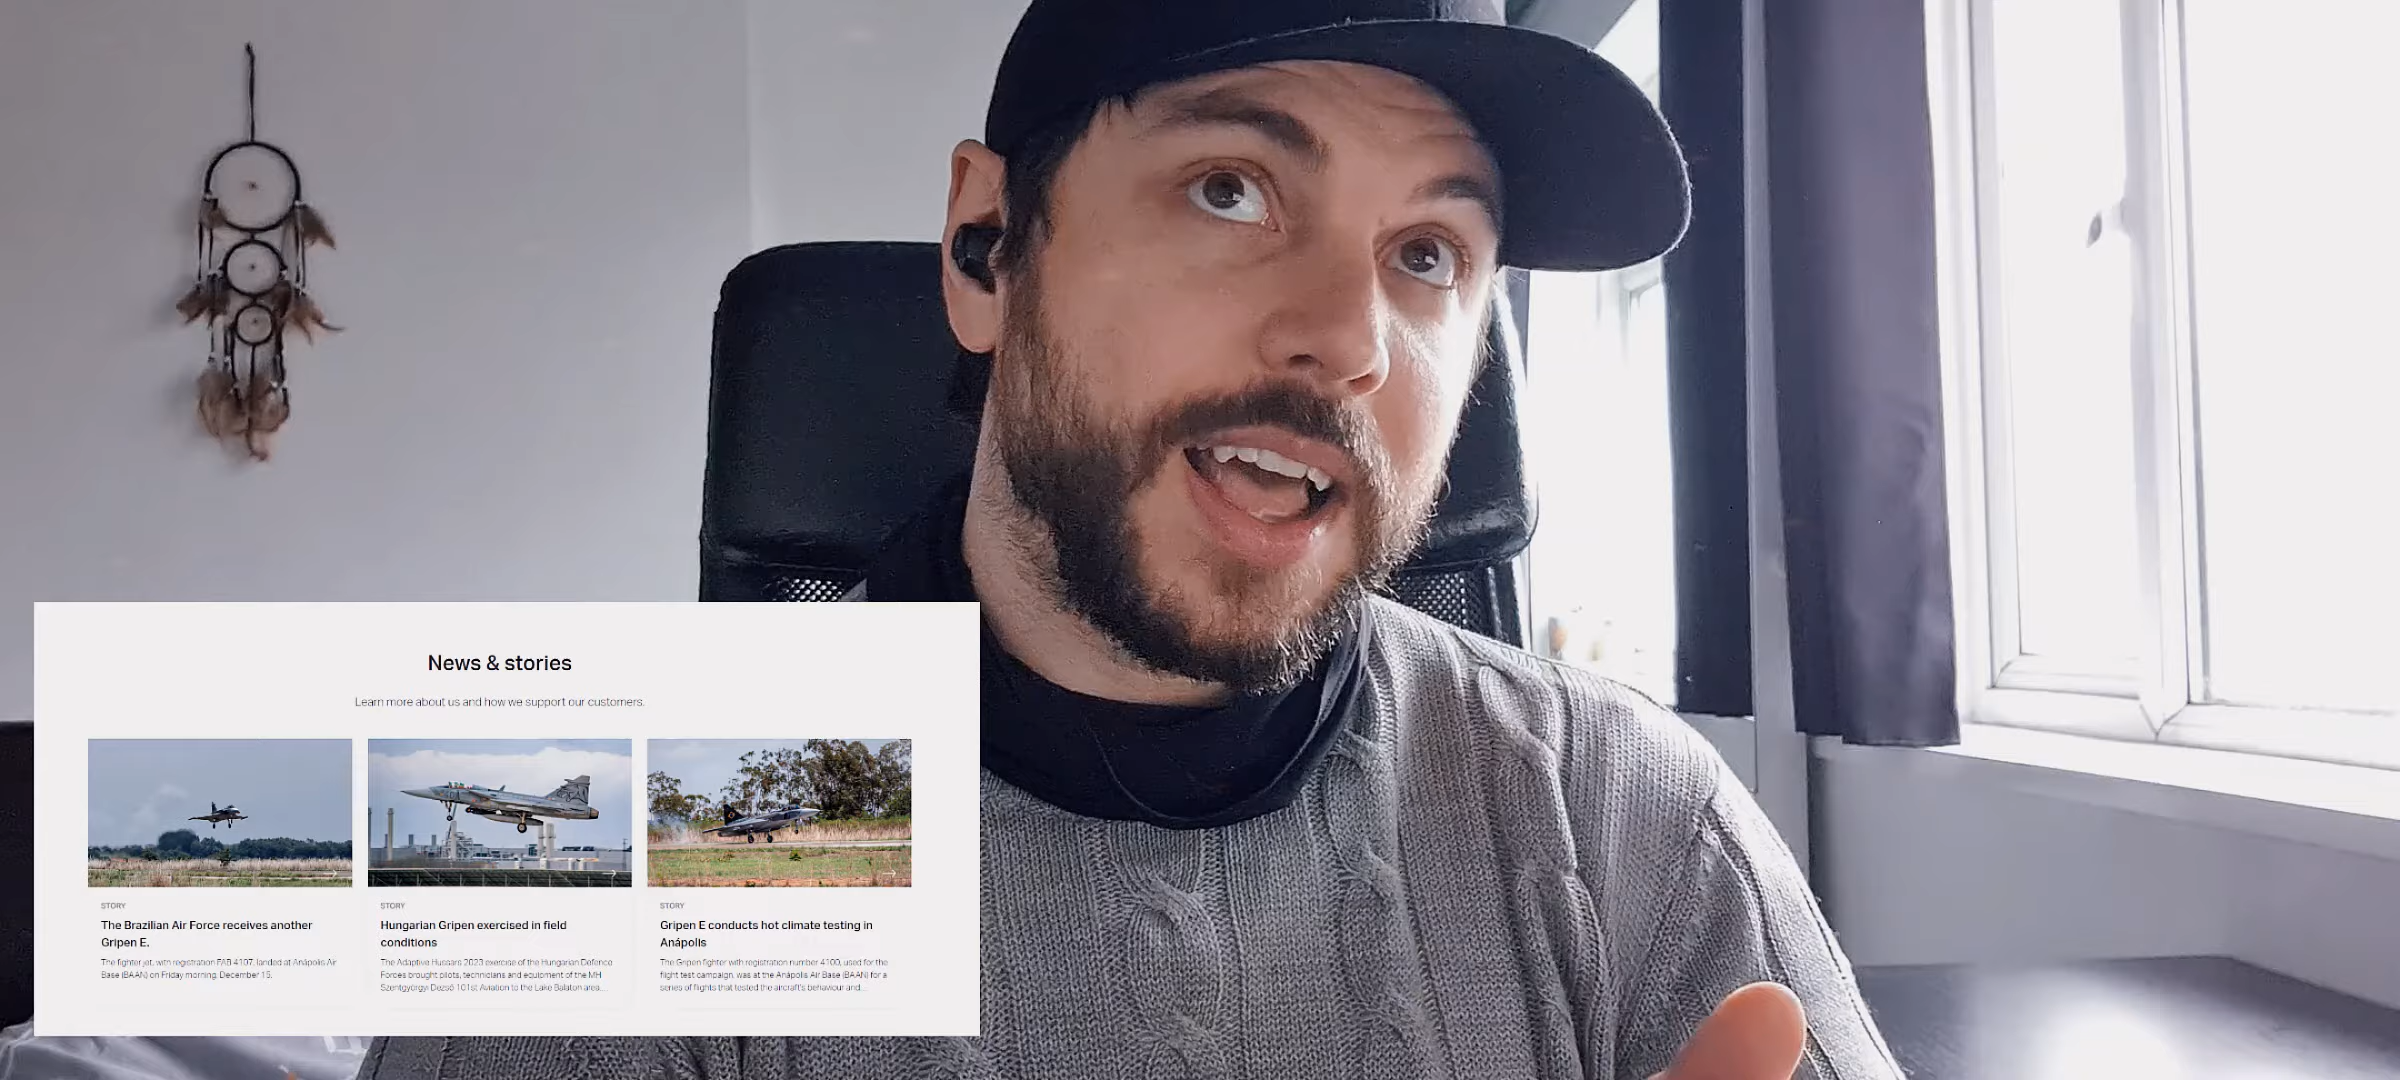 News & stories
Learn more about us and how we support our customers.
STORY
The Brazilian Air Force receives another
Gripen E.
The fighter jet, with registration FAB 4107, landed at Anápolis Air
Base (BAAN) on Friday morning, December 15.
STORY
Hungarian Gripen exercised in field
conditions
The Adaptive Hussars 2023 exercise of the Hungarian Defence
Forces brought pilots, technicians and equipment of the MH
Szentgyörgyi Dezső 101st Aviation to the Lake Balaton area...
STORY
Gripen E conducts hot climate testing in
Anápolis
The Gripen fighter with registration number 4100, used for the
flight test campaign, was at the Anápolis Air Base (BAAN) for a
series of flights that tested the aircraft's behaviour and...